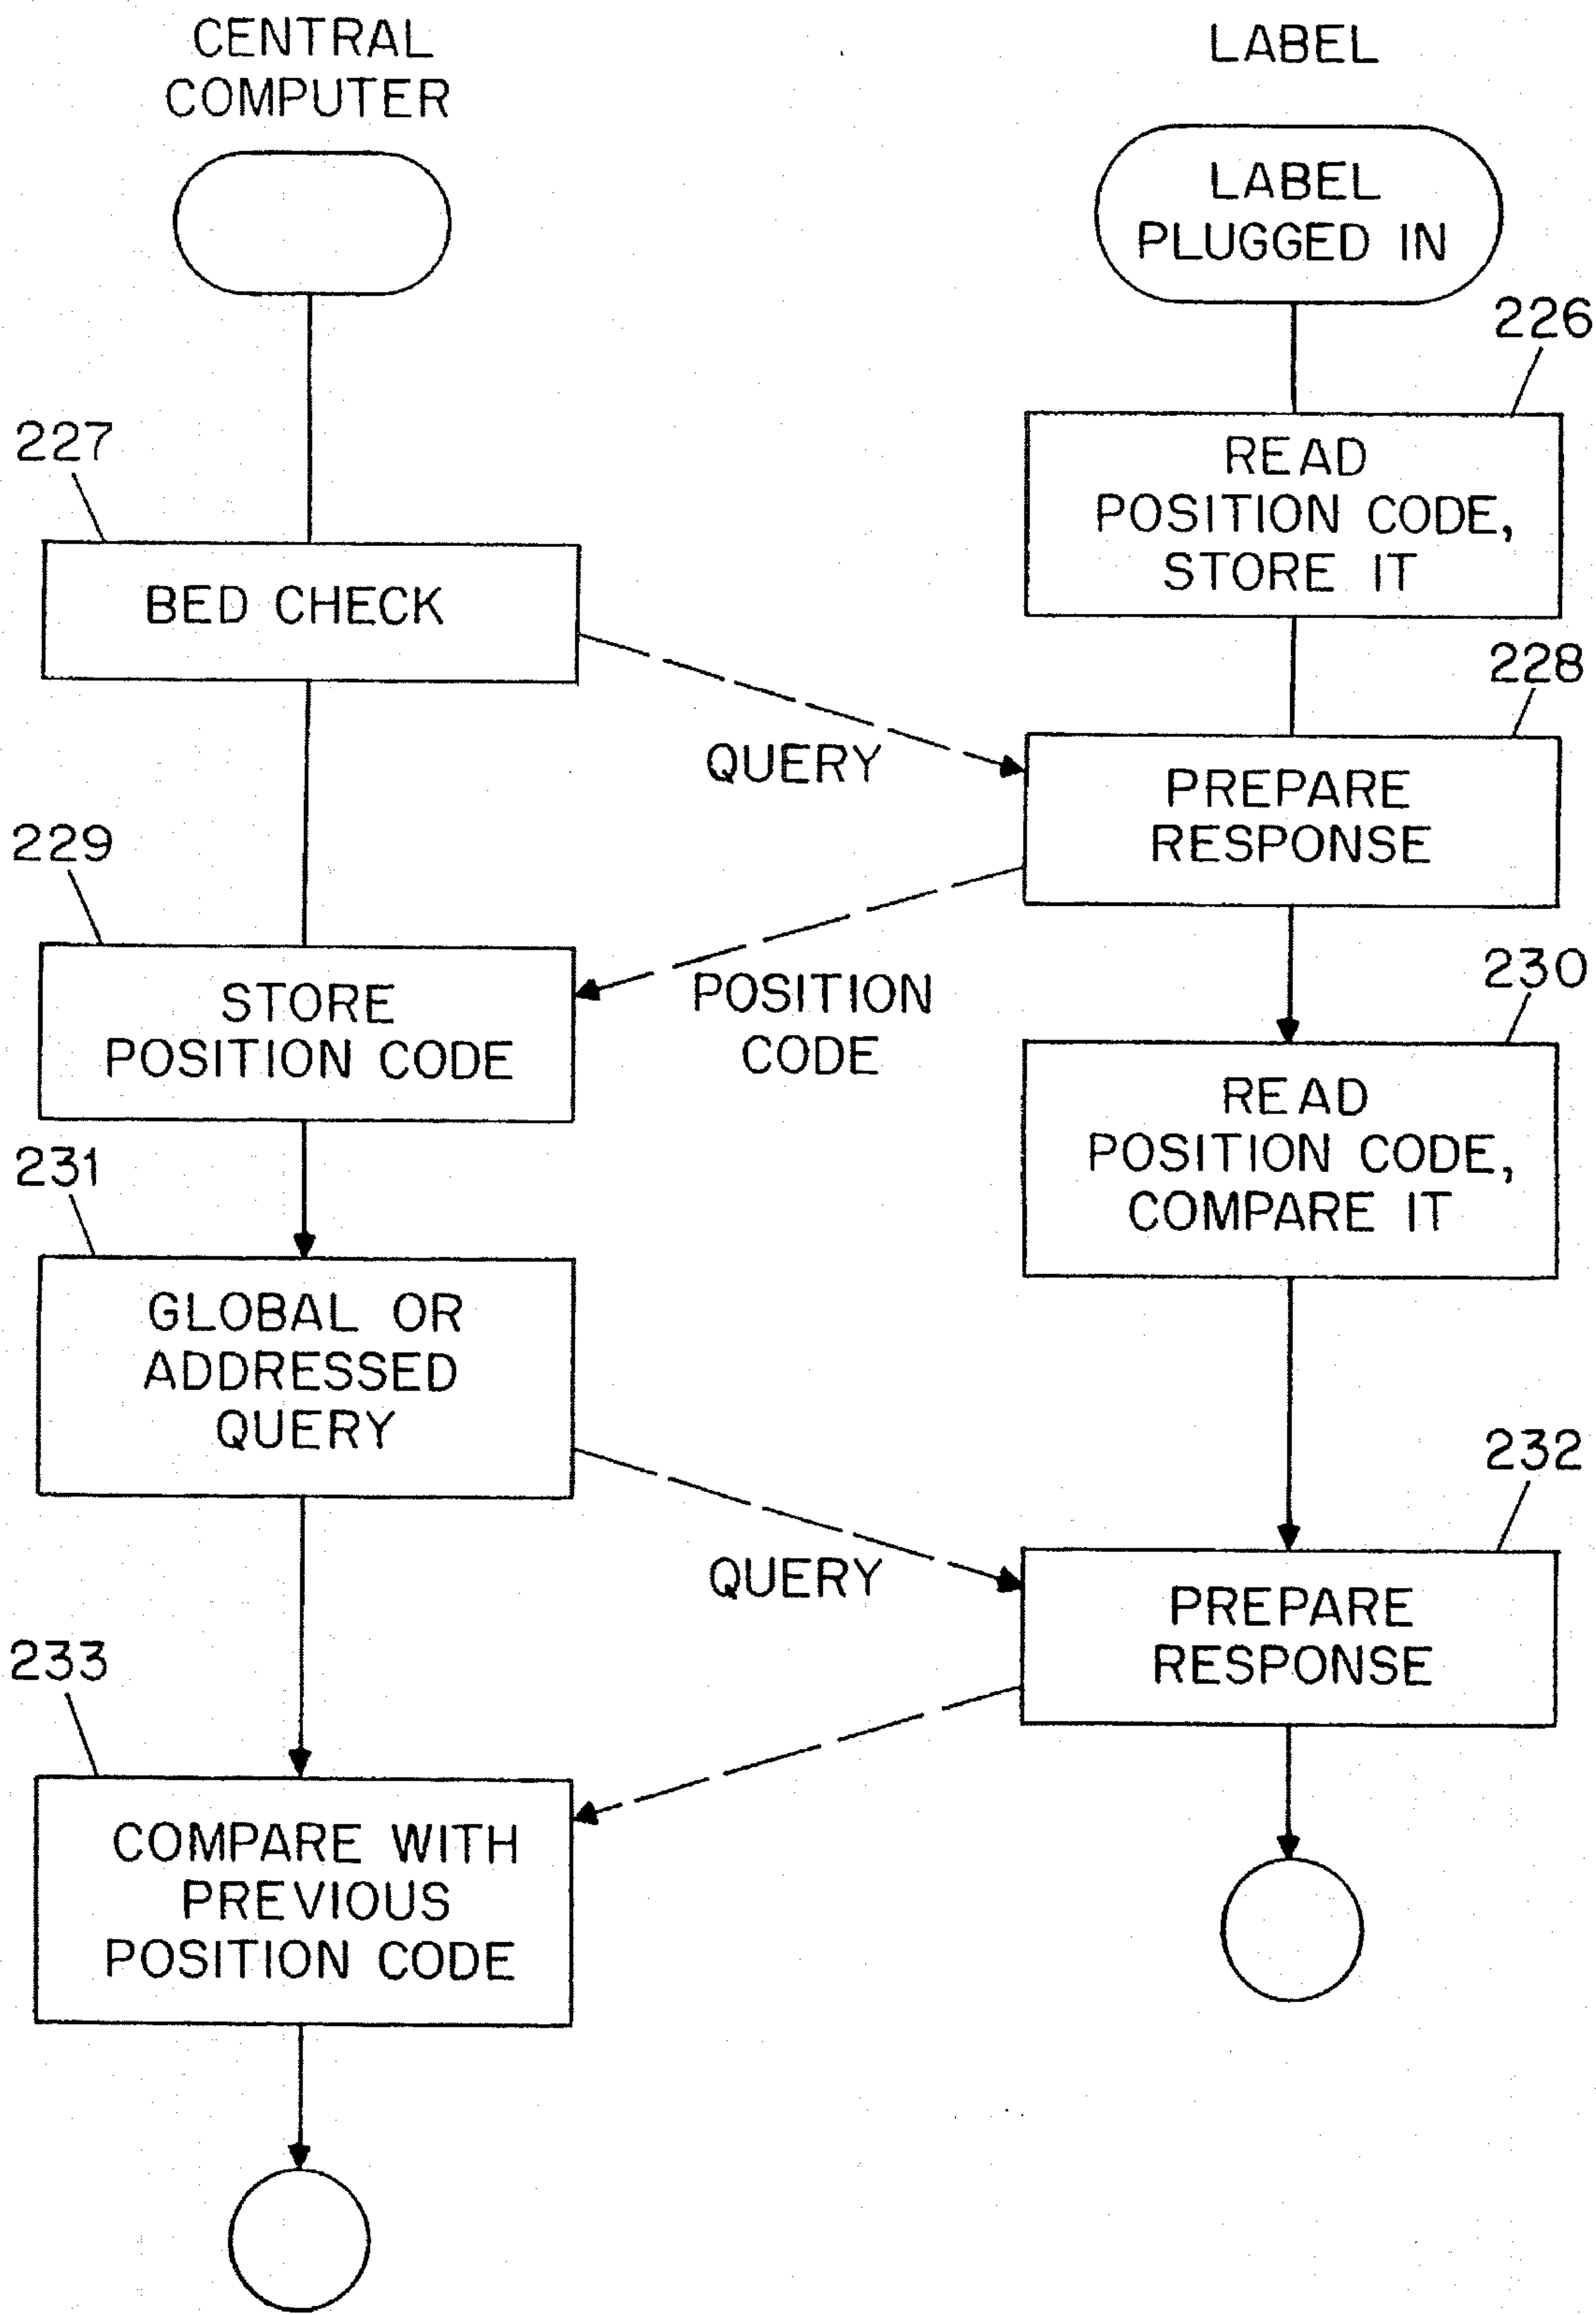 CENTRAL
COMPUTER
LABEL
LABEL
PLUGGED IN
226
READ
POSITION CODE,
STORE IT
227
BED CHECK
QUERY
228
PREPARE
RESPONSE
229
STORE
POSITION CODE
POSITION
CODE
230
READ
POSITION CODE,
COMPARE IT
231
GLOBAL OR
ADDRESSED
QUERY
QUERY
232
PREPARE
RESPONSE
233
COMPARE WITH
PREVIOUS
POSITION CODE